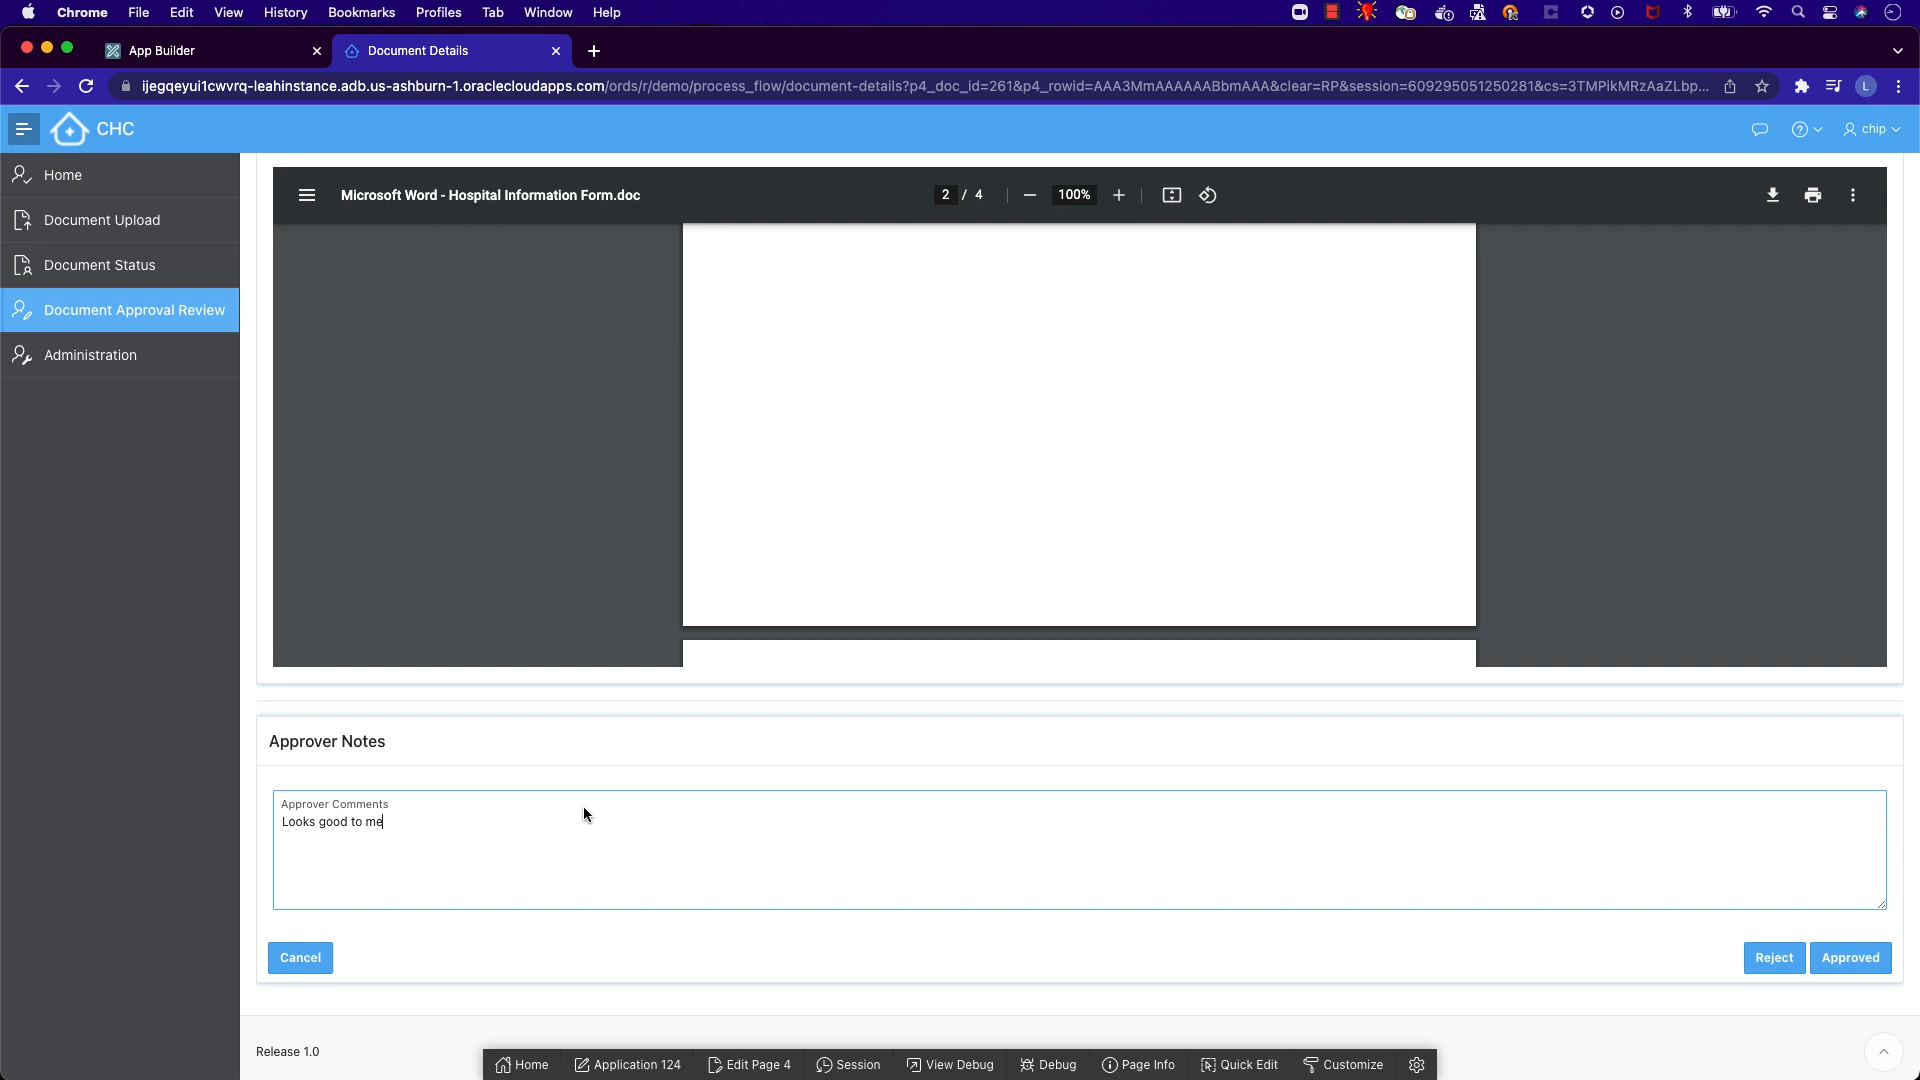 Chrome File Edit View History Bookmarks Profiles Tab Window Help
App Builder
Document Details
ijegqeyui1cwvrq-leahinstance.adb.us-ashburn-1.oraclecloudapps.com/ords/r/demo/process_flow/document-details?p4_doc_id=261&p4_rowid=AAA3MmAAAAAABbmAAA&clear=RP&session=609295051250281&cs=3TMPikMRzAaZLbp...
L
CHC
chip
Home
Document Upload
Document Status
Document Approval Review
Administration
Microsoft Word - Hospital Information Form.doc
2 / 4
100%
Approver Notes
Approver Comments
Looks good to me
Cancel
Reject
Approved
Release 1.0
Home
Application 124
Edit Page 4
Session
View Debug
Debug
Page Info
Quick Edit
Customize